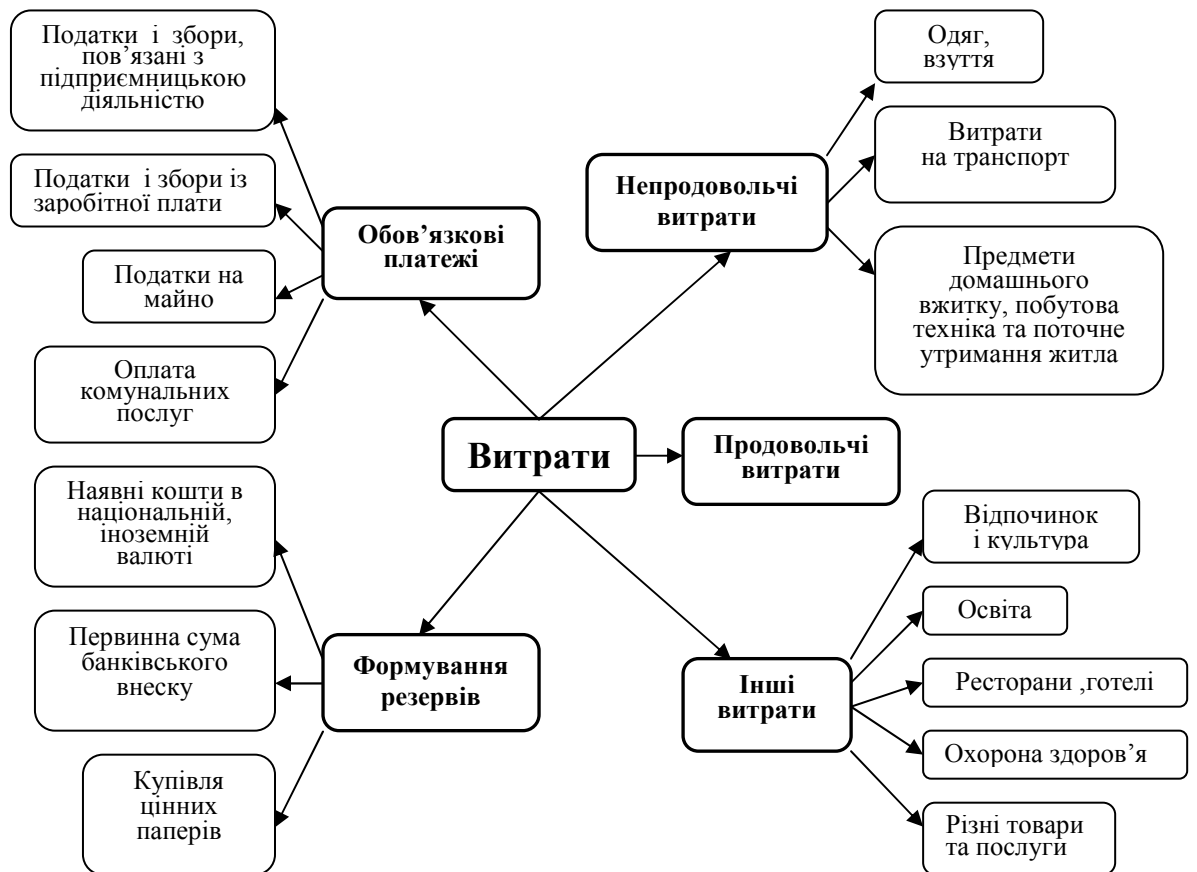 Податки і збори,
пов’язані з
підприємницькою
діяльністю
Податки і збори із
заробітної плати
Податки на
майно
Оплата
комунальних
послуг
Обов’язкові
платежі
Непродовольчі
витрати
Одяг,
взуття
Витрати
на транспорт
Предмети
домашнього
вжитку, побутова
техніка та поточне
утримання житла
Витрати
Продовольчі
витрати
Наявні кошти в
національній,
іноземній
валюті
Первинна сума
банківського
внеску
Купівля
цінних
паперів
Формування
резервів
Інші
витрати
Відпочинок
і культура
Освіта
Ресторани ,готелі
Охорона здоров’я
Різні товари
та послуги